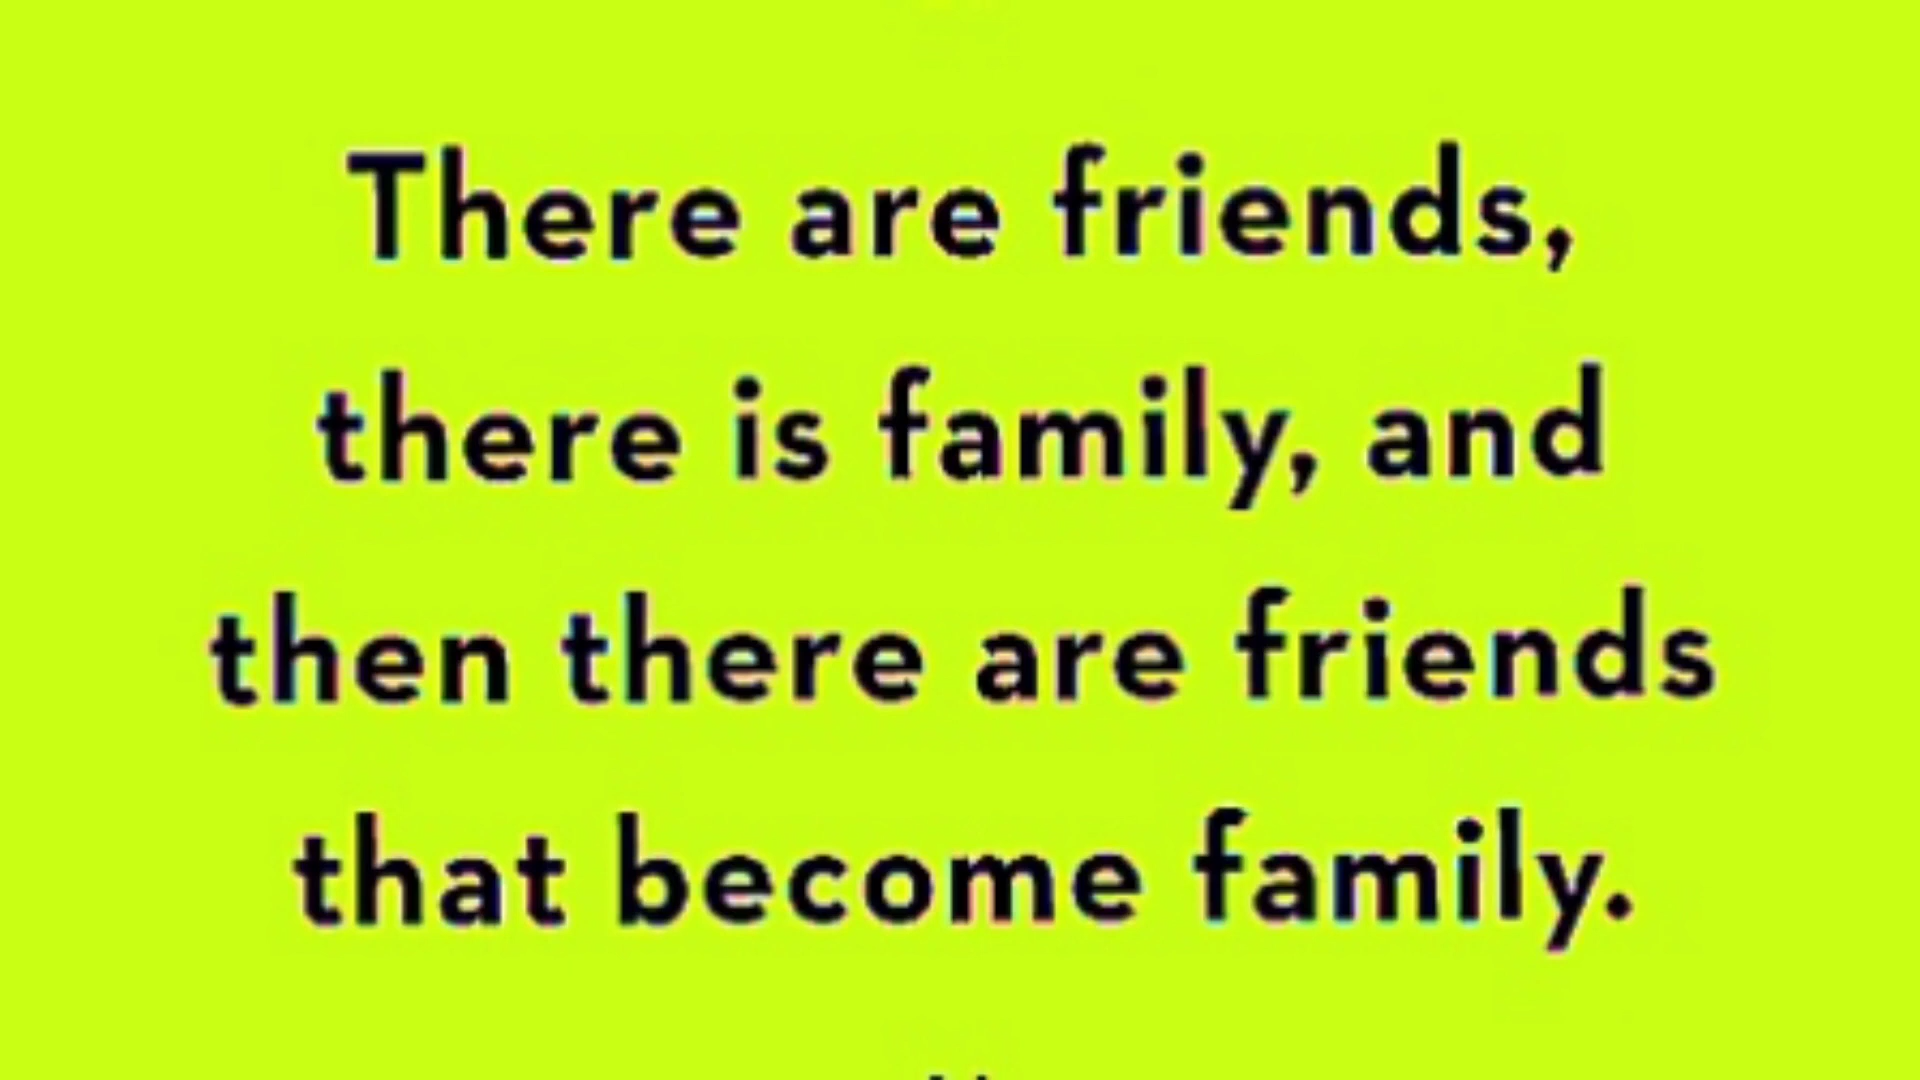 There are friends,
there is family, and
then there are friends
that become family.